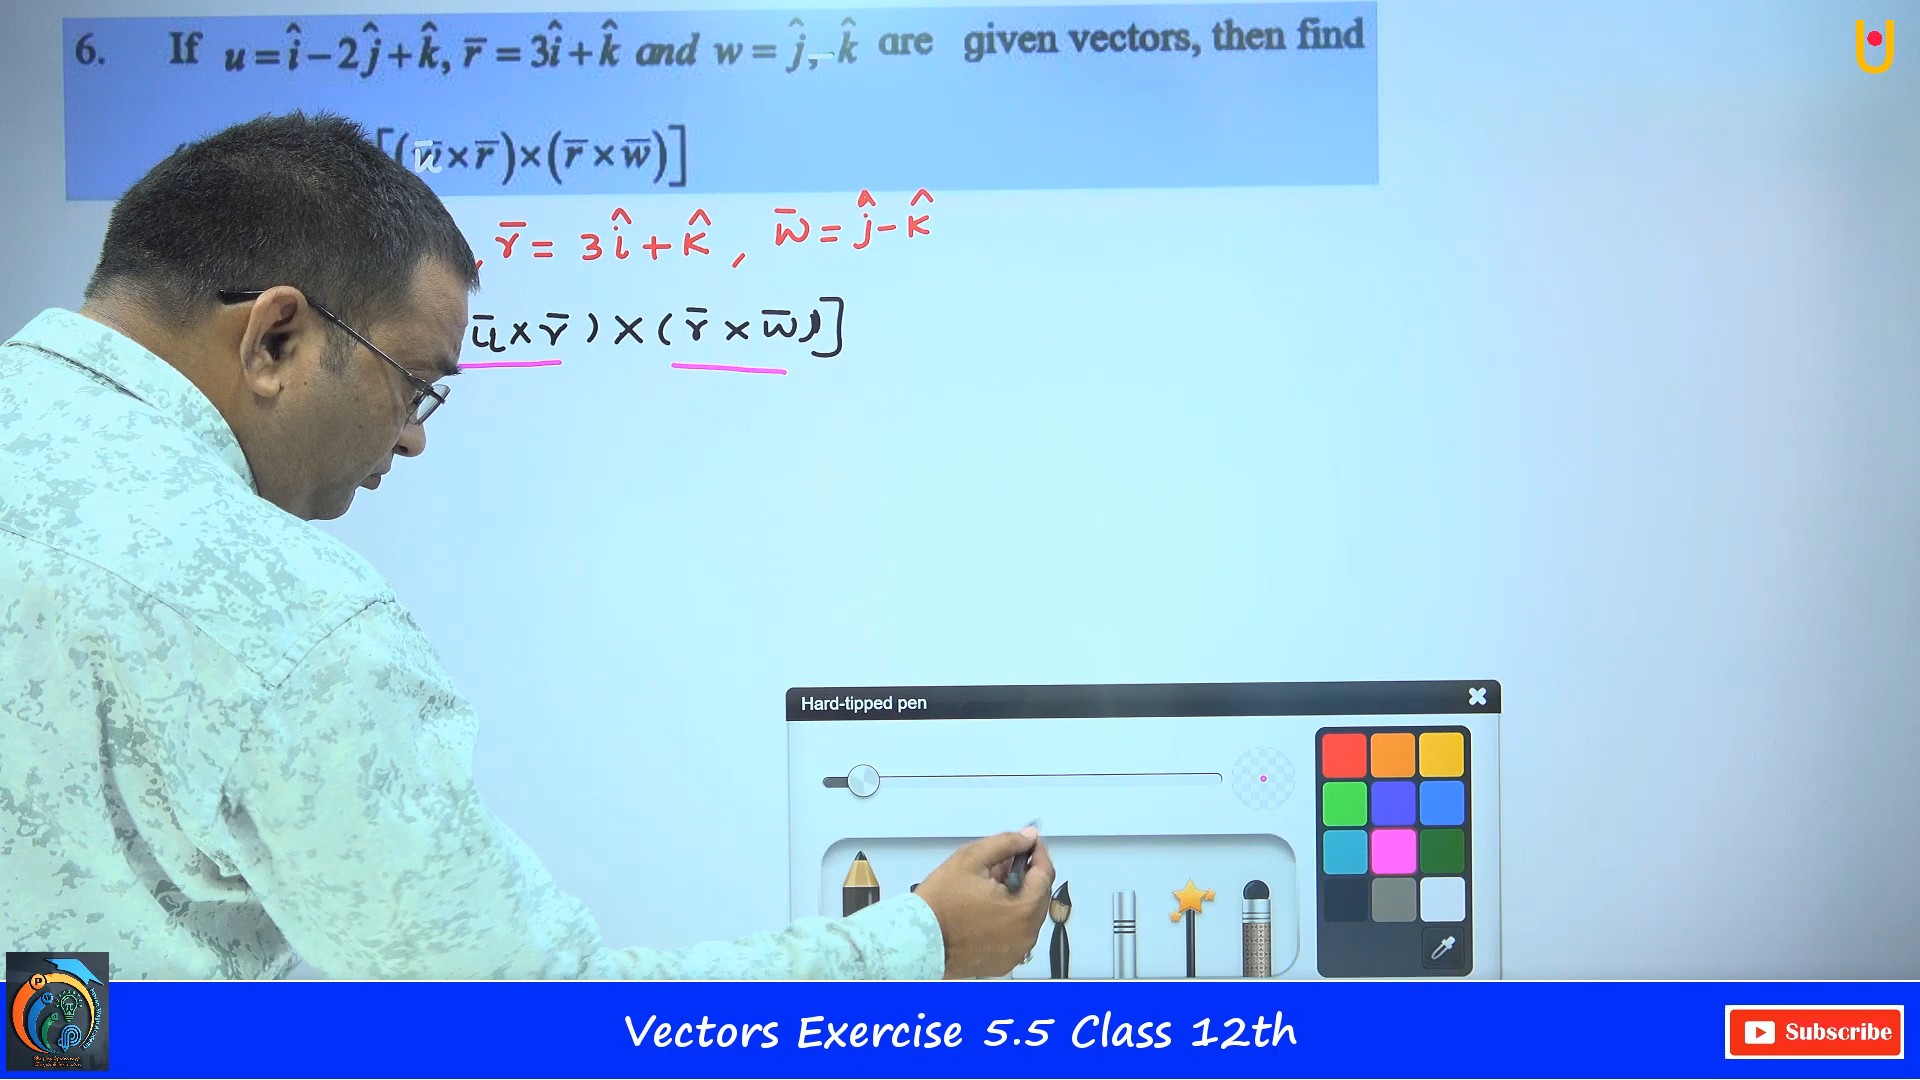 6. If u = î − 2ĵ + k̂, r̄ = 3î + k̂ and w = ĵ, - k̂ are given vectors, then find
[(ū × r̄) × (r̄ × w̄)]
, r̄ = 3î + k̂ , w̄ = ĵ - k̂
ū × r̄ ) × ( r̄ × w̄ ) ]
Hard-tipped pen
Vectors Exercise 5.5 Class 12th
Subscribe